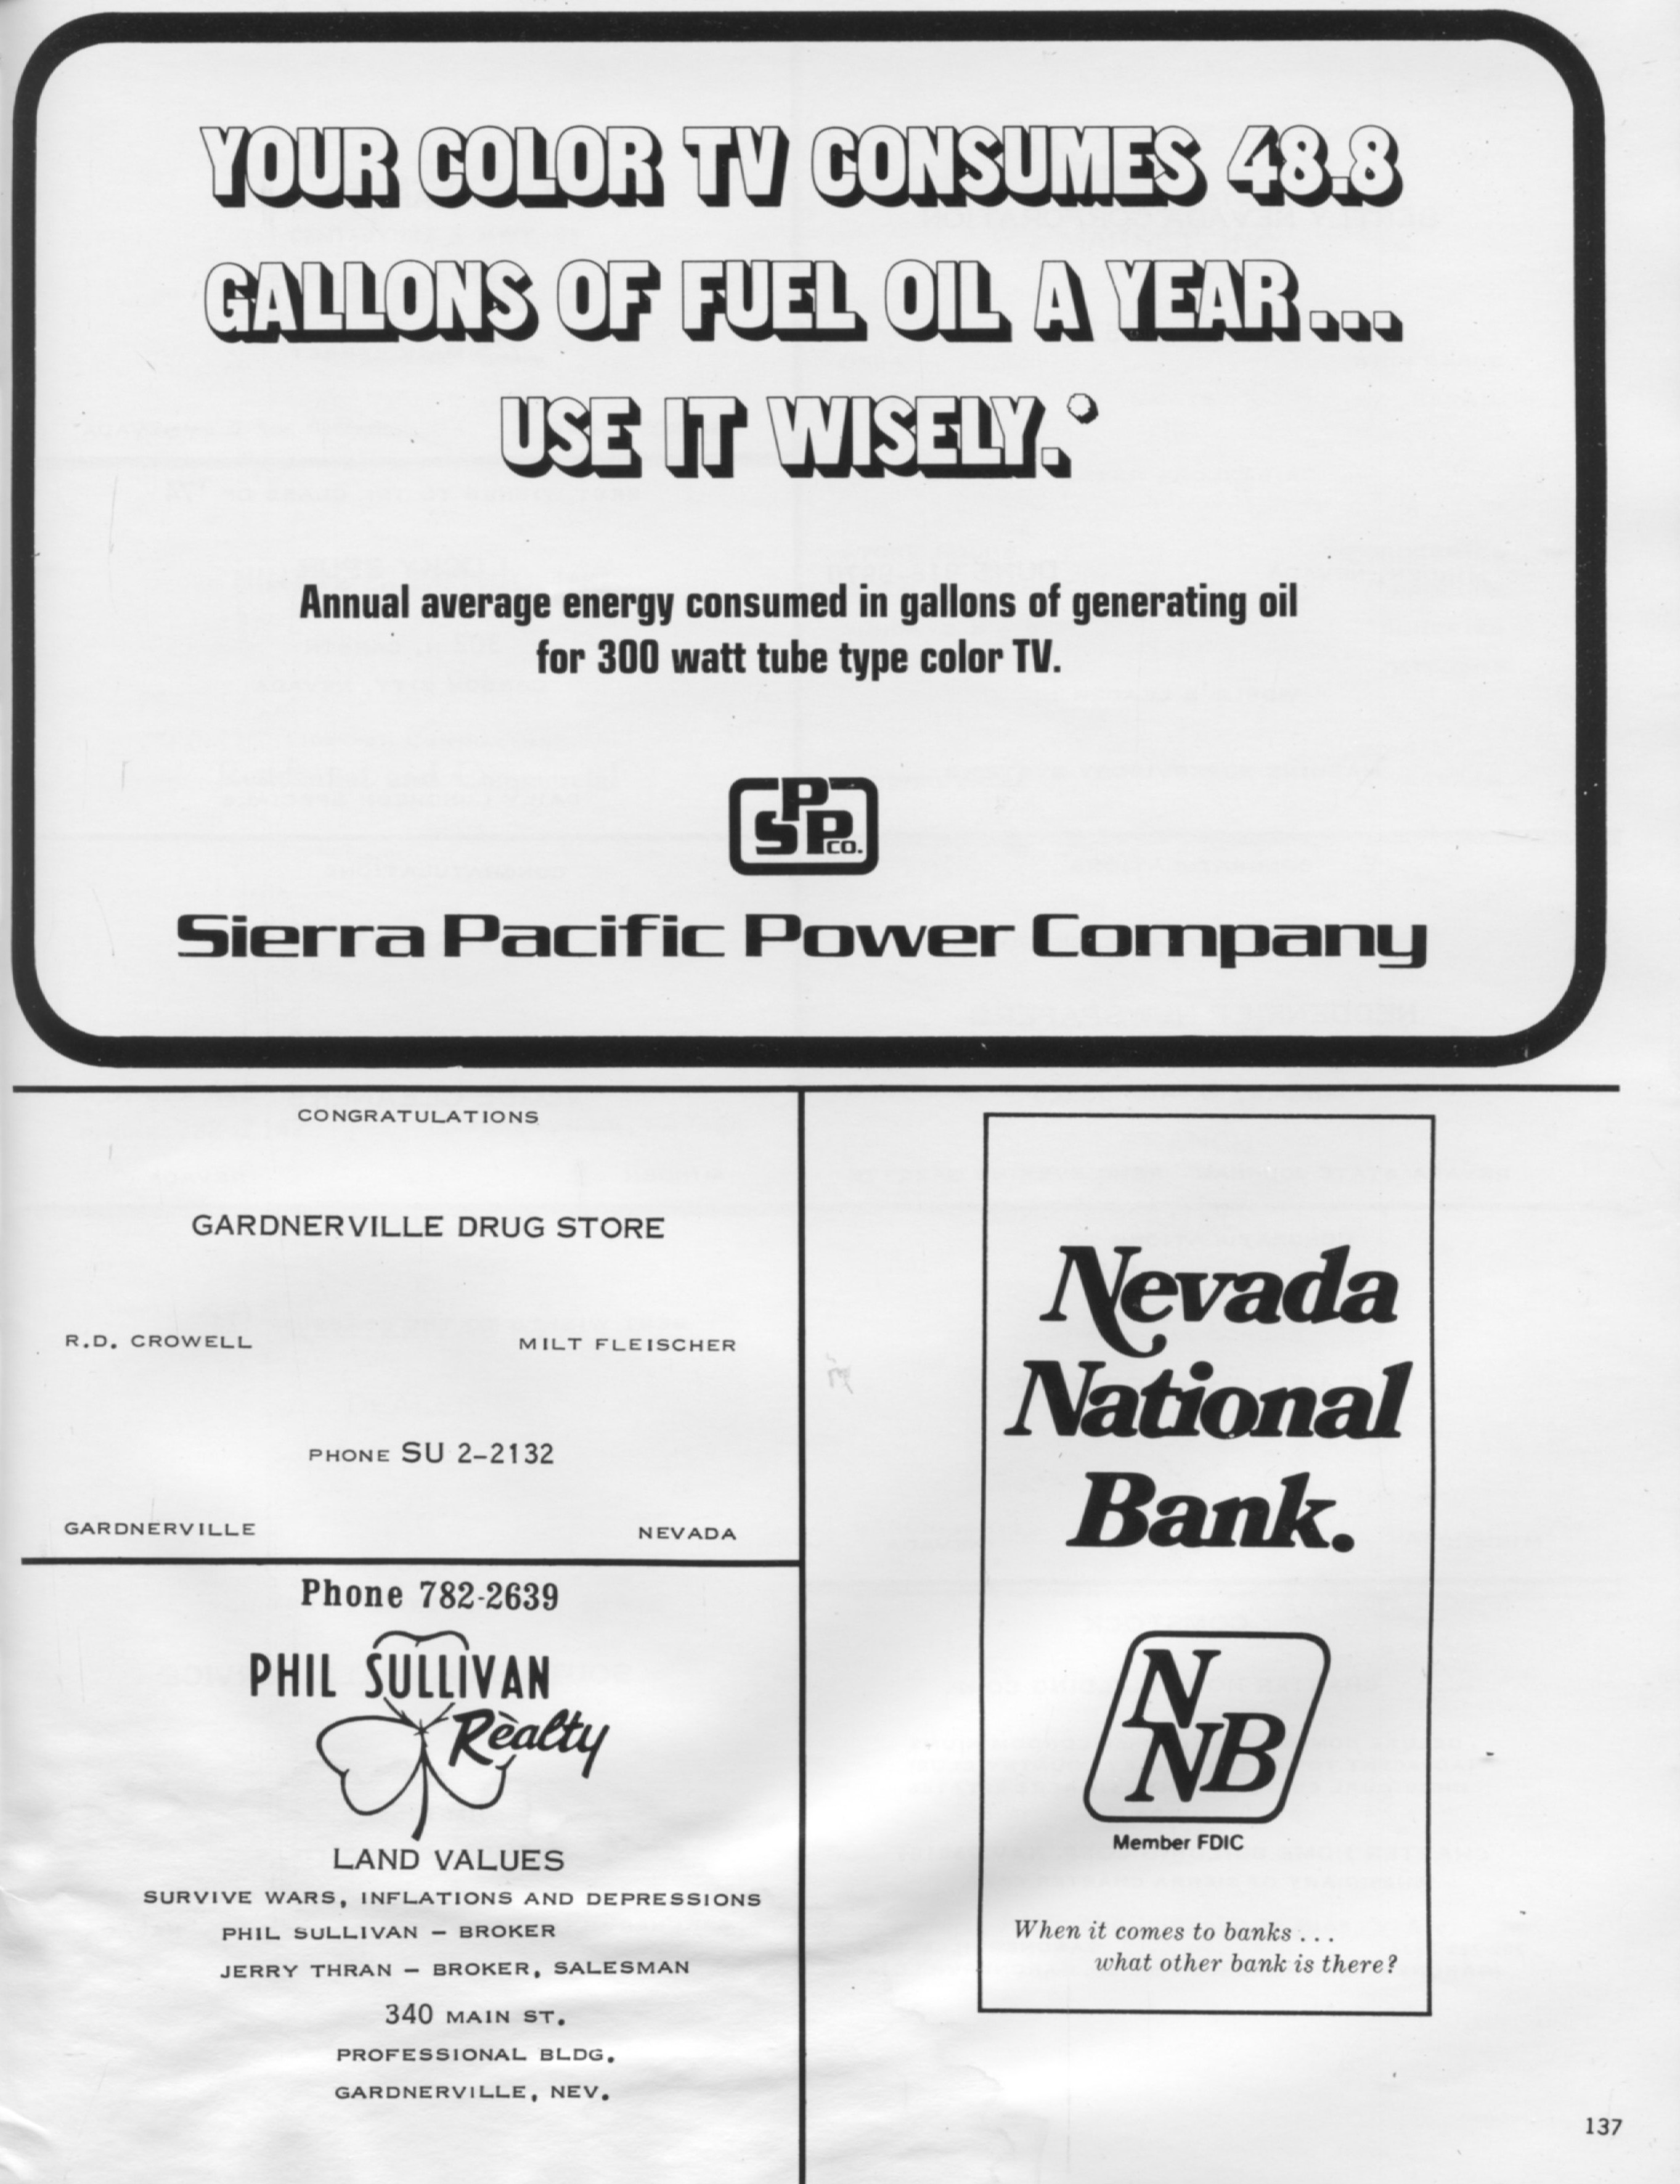 YOUR COLOR TV CONSUMES 48.8
GALLONS OF FUEL OIL A YEAR...
USE IT WISELY.°
Annual average energy consumed in gallons of generating oil
for 300 watt tube type color TV.
SPPCO.
Sierra Pacific Power Company
CONGRATULATIONS
GARDNERVILLE DRUG STORE
R.D. CROWELL MILT FLEISCHER
PHONE SU 2-2132
GARDNERVILLE NEVADA
Phone 782-2639
PHIL SULLIVAN
Realty
LAND VALUES
SURVIVE WARS, INFLATIONS AND DEPRESSIONS
PHIL SULLIVAN – BROKER
JERRY THRAN – BROKER, SALESMAN
340 MAIN ST.
PROFESSIONAL BLDG.
GARDNERVILLE, NEV.
Nevada
National
Bank.
N
NB
Member FDIC
When it comes to banks . . .
what other bank is there?
137